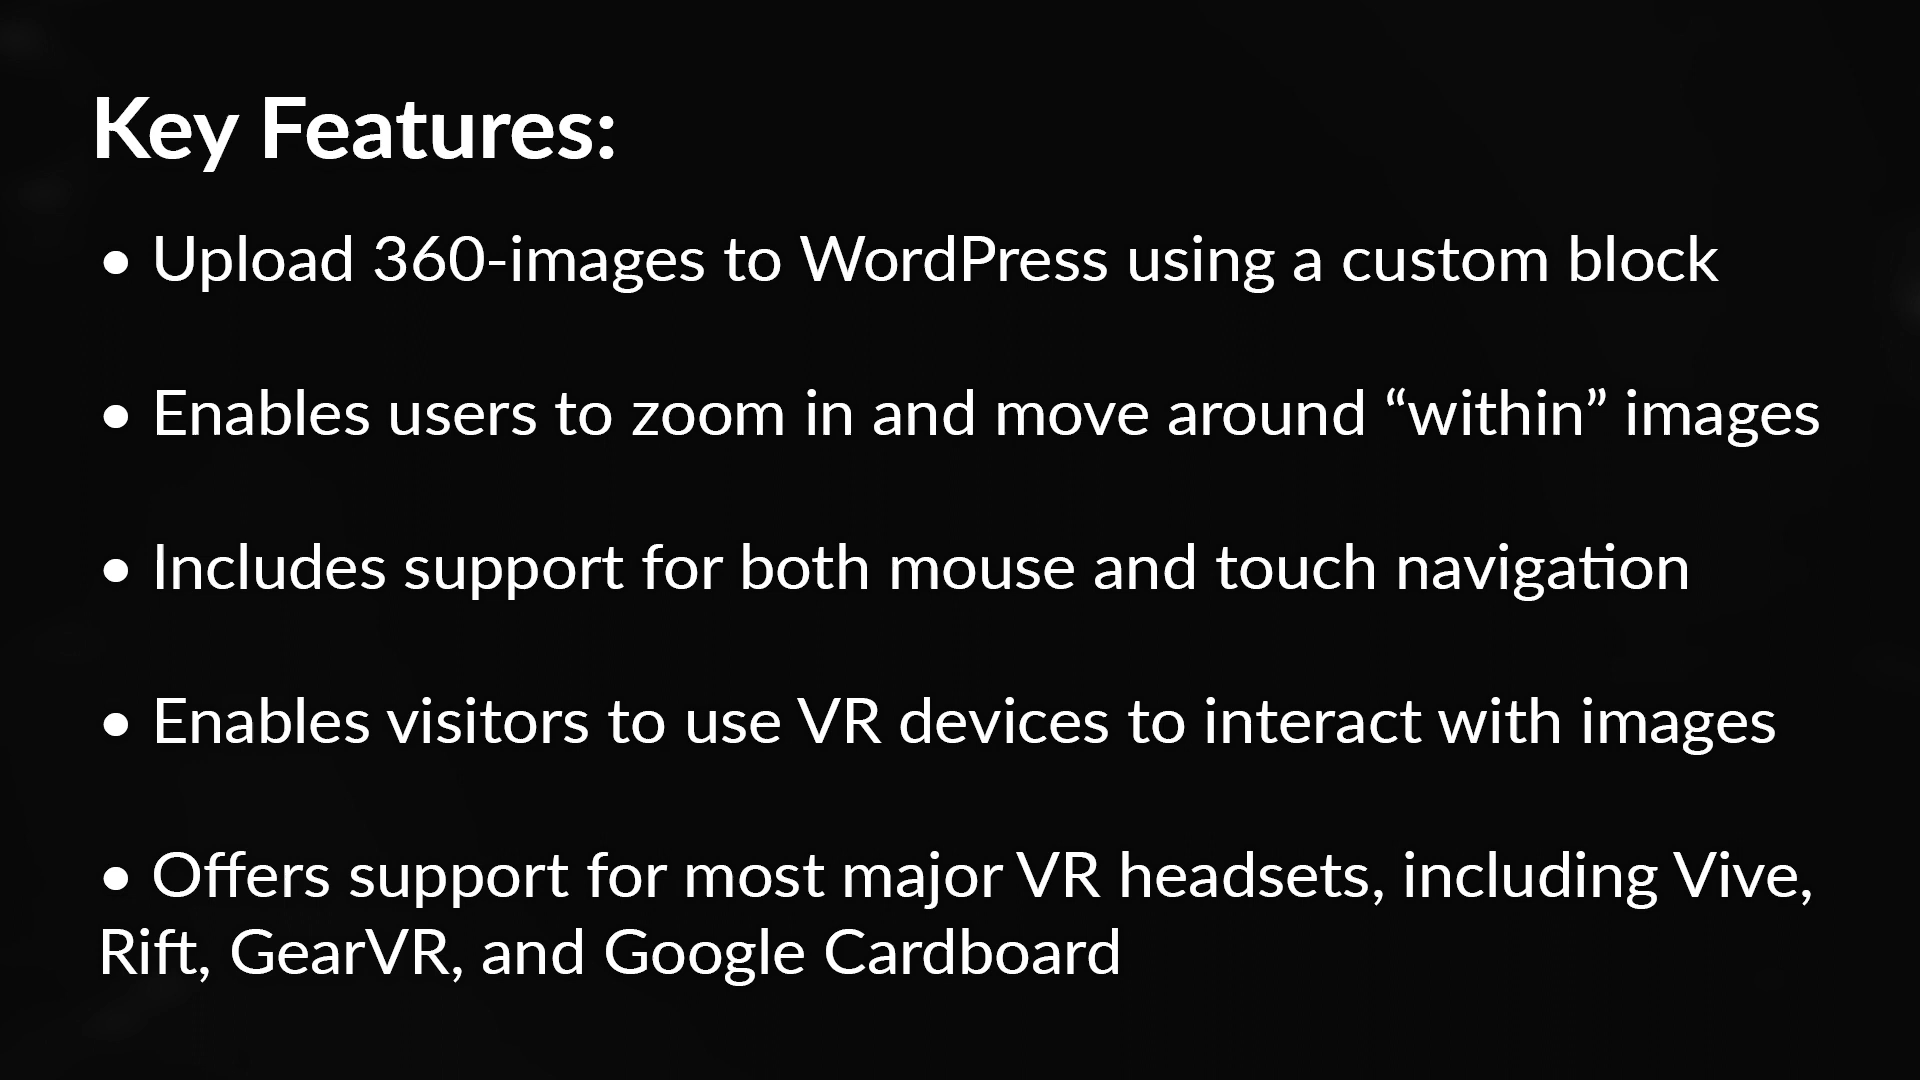 Key Features:
• Upload 360-images to WordPress using a custom block
• Enables users to zoom in and move around “within” images
• Includes support for both mouse and touch navigation
• Enables visitors to use VR devices to interact with images
• Offers support for most major VR headsets, including Vive,
Rift, GearVR, and Google Cardboard